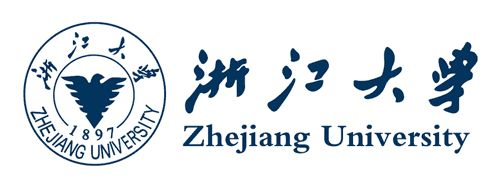 浙江大学
1897
ZHEJIANG UNIVERSITY
浙江大学
Zhejiang University